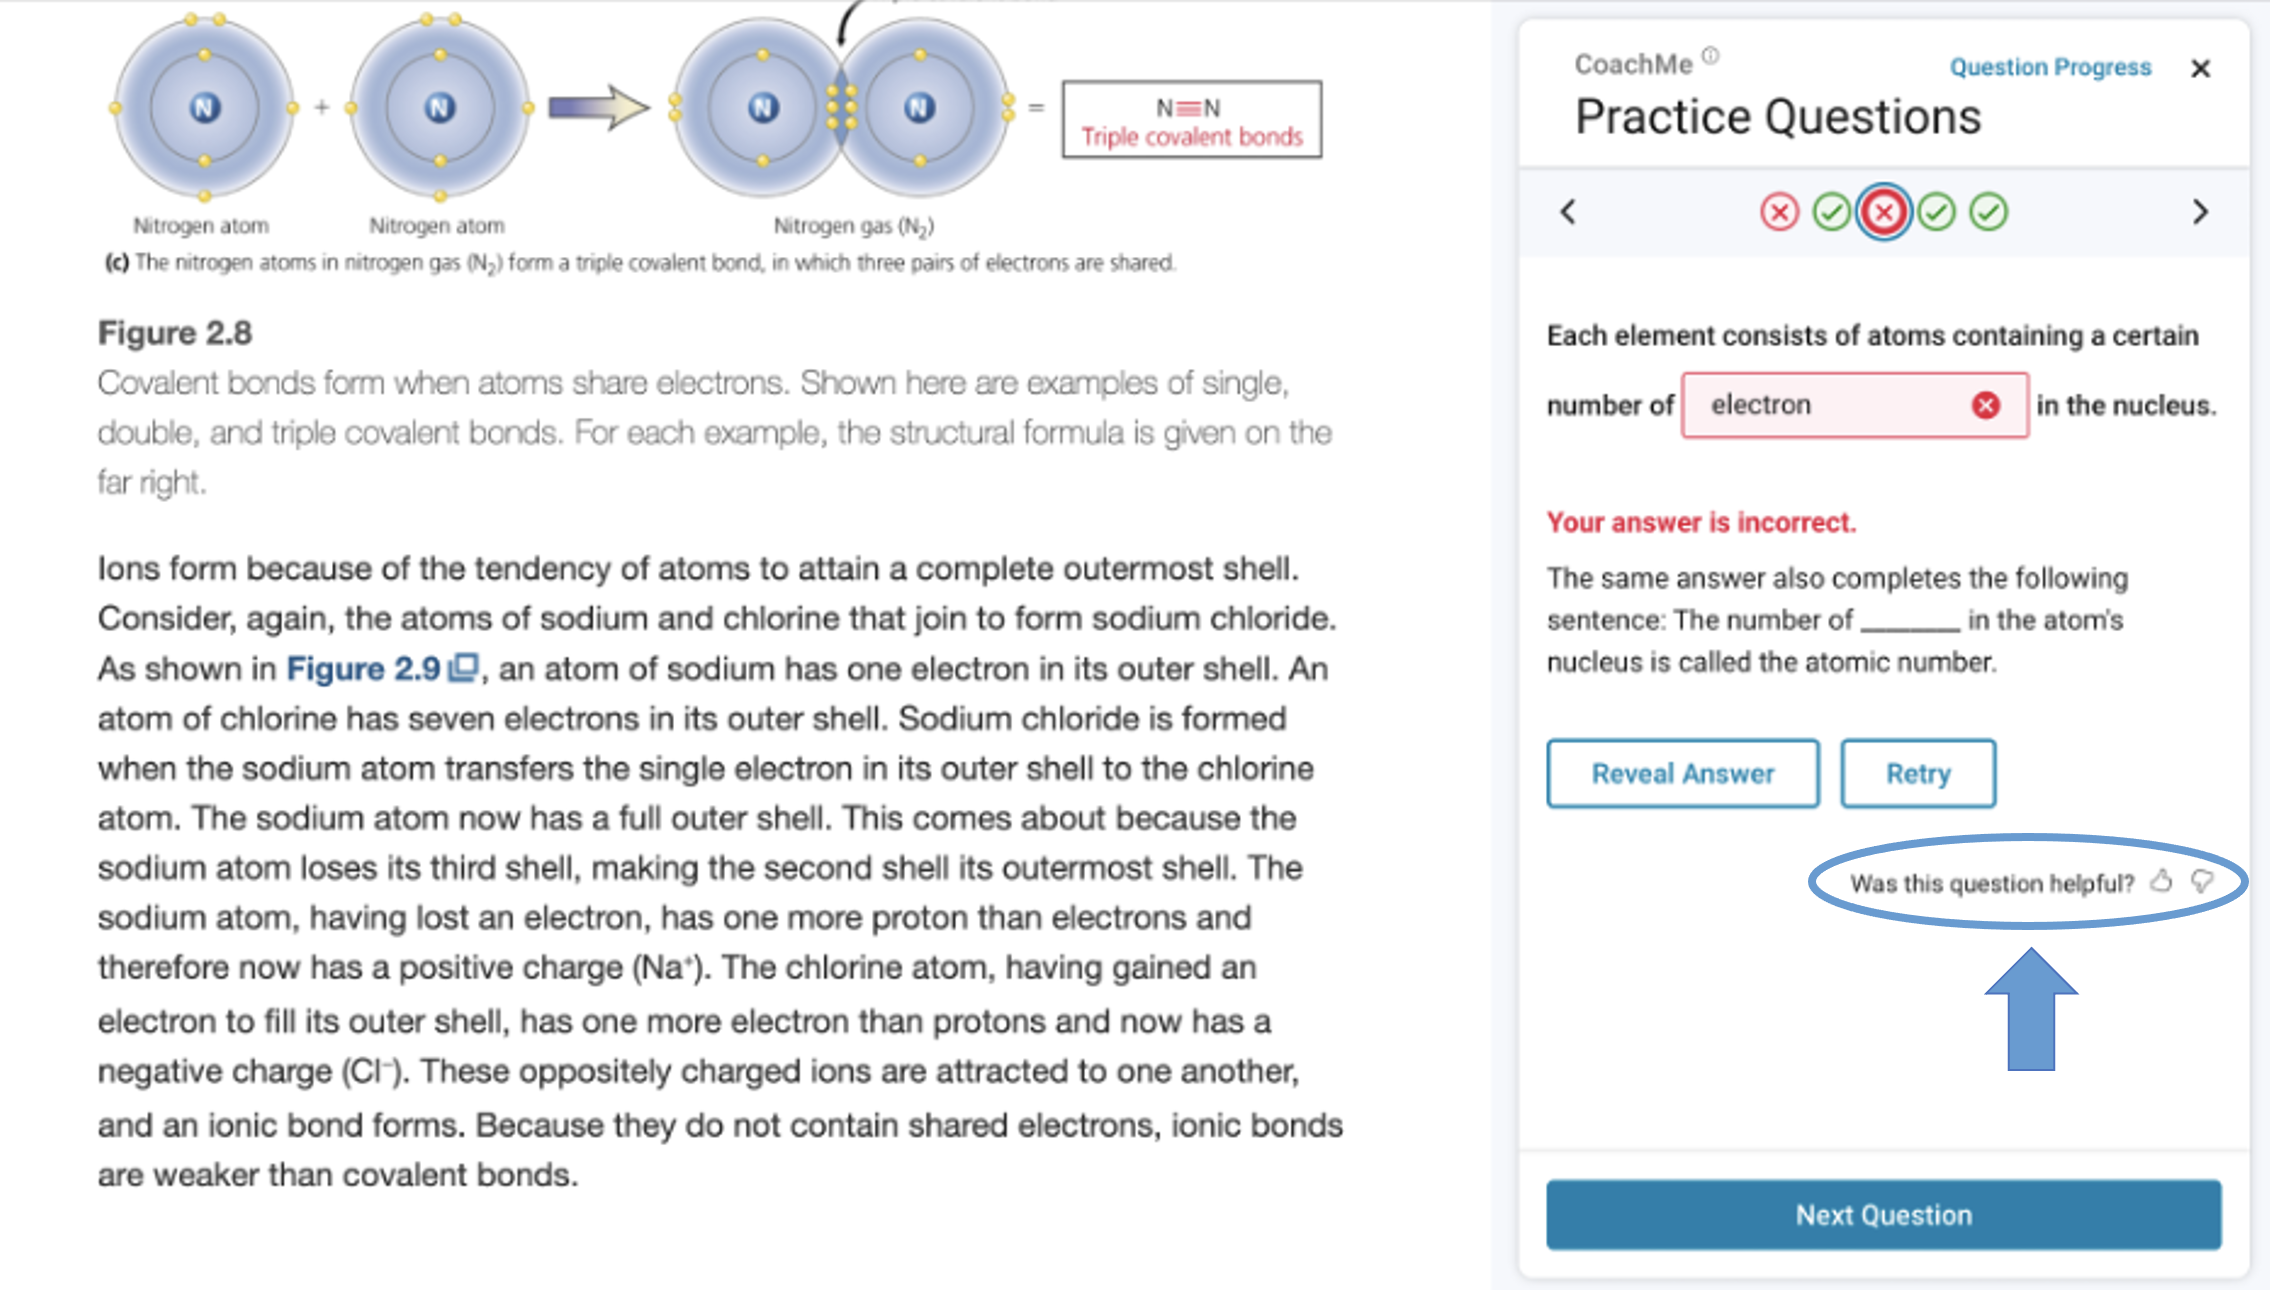 N
N
N
N
+
=
N≡N
Triple covalent bonds
Nitrogen atom
Nitrogen atom
Nitrogen gas (N₂)
(c) The nitrogen atoms in nitrogen gas (N₂) form a triple covalent bond, in which three pairs of electrons are shared.
Figure 2.8
Covalent bonds form when atoms share electrons. Shown here are examples of single,
double, and triple covalent bonds. For each example, the structural formula is given on the
far right.
Ions form because of the tendency of atoms to attain a complete outermost shell.
Consider, again, the atoms of sodium and chlorine that join to form sodium chloride.
As shown in Figure 2.9, an atom of sodium has one electron in its outer shell. An
atom of chlorine has seven electrons in its outer shell. Sodium chloride is formed
when the sodium atom transfers the single electron in its outer shell to the chlorine
atom. The sodium atom now has a full outer shell. This comes about because the
sodium atom loses its third shell, making the second shell its outermost shell. The
sodium atom, having lost an electron, has one more proton than electrons and
therefore now has a positive charge (Na⁺). The chlorine atom, having gained an
electron to fill its outer shell, has one more electron than protons and now has a
negative charge (Cl⁻). These oppositely charged ions are attracted to one another,
and an ionic bond forms. Because they do not contain shared electrons, ionic bonds
are weaker than covalent bonds.
CoachMe
Question Progress
Practice Questions
Each element consists of atoms containing a certain
number of electron in the nucleus.
Your answer is incorrect.
The same answer also completes the following
sentence: The number of ______ in the atom's
nucleus is called the atomic number.
Reveal Answer
Retry
Was this question helpful?
Next Question